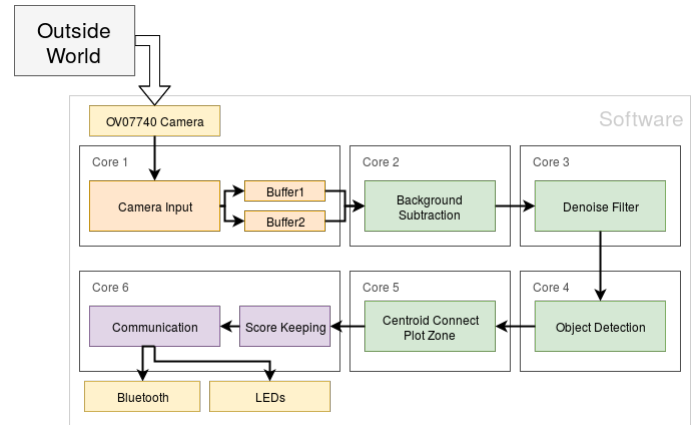 Outside
World
Software
OV07740 Camera
Core 1
Camera Input
Buffer1
Buffer2
Core 2
Background
Subtraction
Core 3
Denoise Filter
Core 6
Communication
Score Keeping
Core 5
Centroid Connect
Plot Zone
Core 4
Object Detection
Bluetooth
LEDs